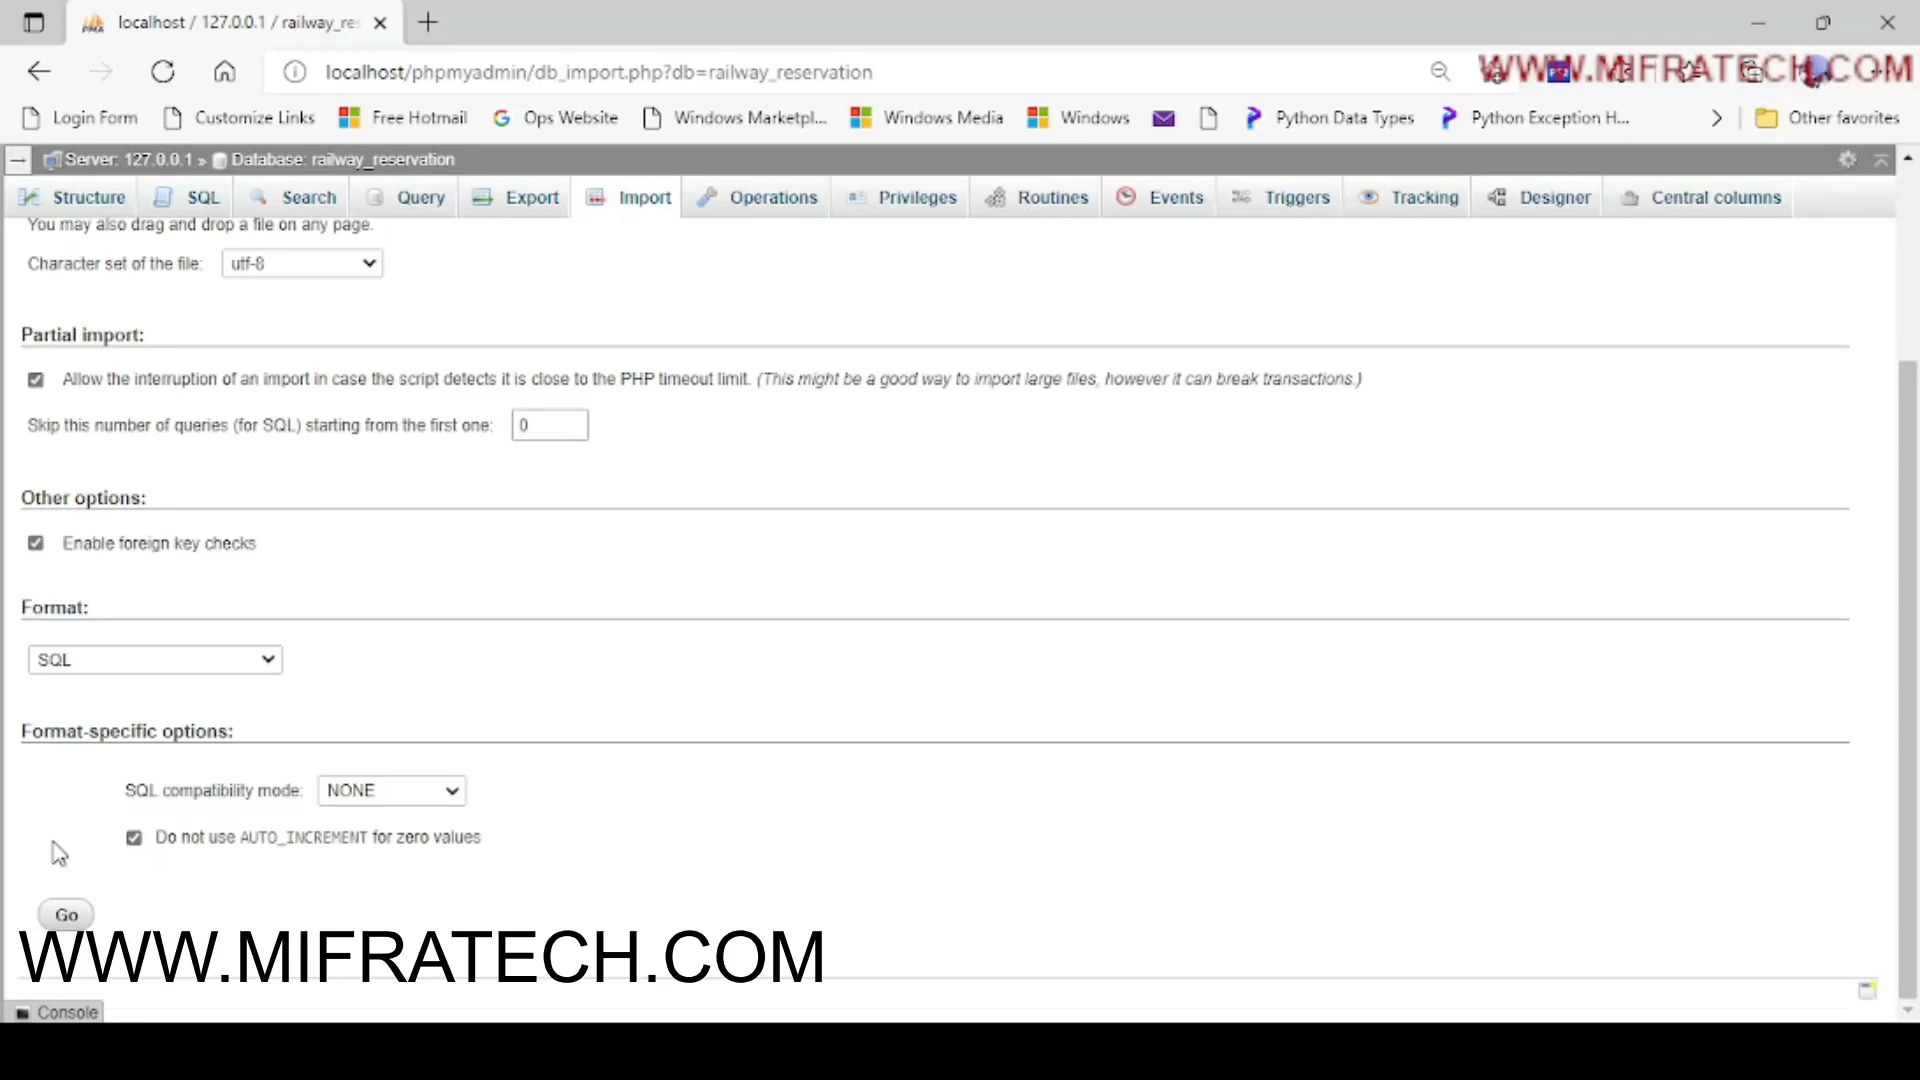 localhost / 127.0.0.1 / railway_re
localhost/phpmyadmin/db_import.php?db=railway_reservation
WWW.MIFRATECH.COM
Login Form
Customize Links
Free Hotmail
Ops Website
Windows Marketpl...
Windows Media
Windows
Python Data Types
Python Exception H...
Other favorites
Server: 127.0.0.1 » Database: railway_reservation
Structure
SQL
Search
Query
Export
Import
Operations
Privileges
Routines
Events
Triggers
Tracking
Designer
Central columns
You may also drag and drop a file on any page.
Character set of the file: utf-8
Partial import:
Allow the interruption of an import in case the script detects it is close to the PHP timeout limit. (This might be a good way to import large files, however it can break transactions.)
Skip this number of queries (for SQL) starting from the first one: 0
Other options:
Enable foreign key checks
Format:
SQL
Format-specific options:
SQL compatibility mode: NONE
Do not use AUTO_INCREMENT for zero values
Go
WWW.MIFRATECH.COM
Console